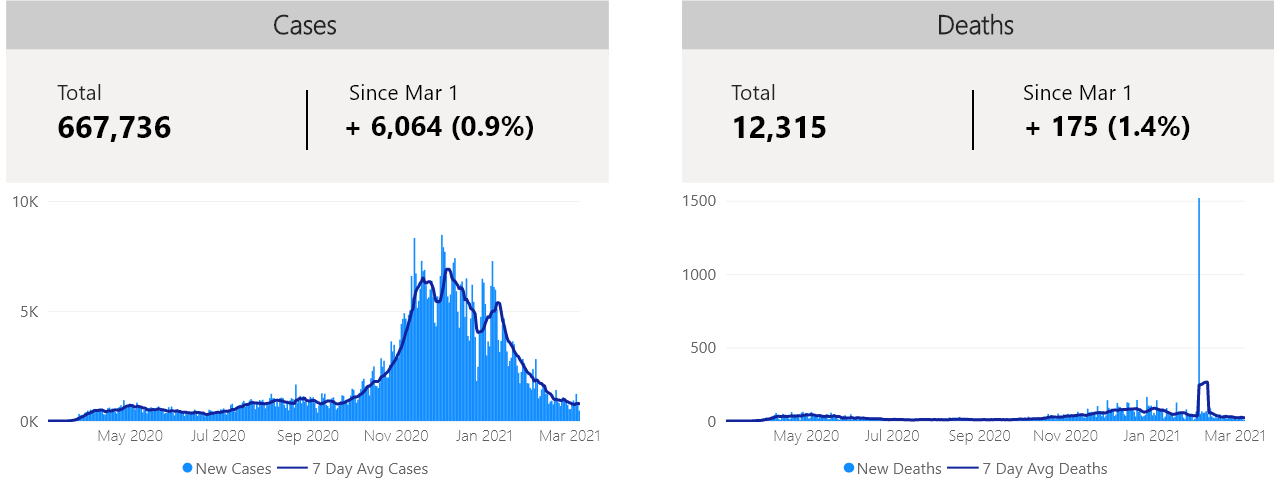 Cases
Total
667,736
Since Mar 1
+ 6,064 (0.9%)
10K
5K
0K
May 2020 Jul 2020 Sep 2020 Nov 2020 Jan 2021 Mar 2021
New Cases 7 Day Avg Cases
Deaths
Total
12,315
Since Mar 1
+ 175 (1.4%)
1500
1000
500
0
May 2020 Jul 2020 Sep 2020 Nov 2020 Jan 2021 Mar 2021
New Deaths 7 Day Avg Deaths